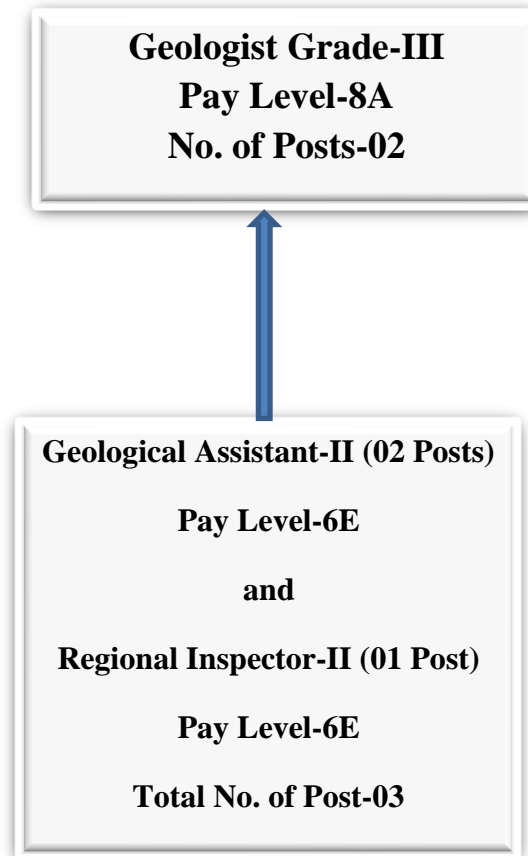 Geologist Grade-III
Pay Level-8A
No. of Posts-02
Geological Assistant-II (02 Posts)
Pay Level-6E
and
Regional Inspector-II (01 Post)
Pay Level-6E
Total No. of Post-03